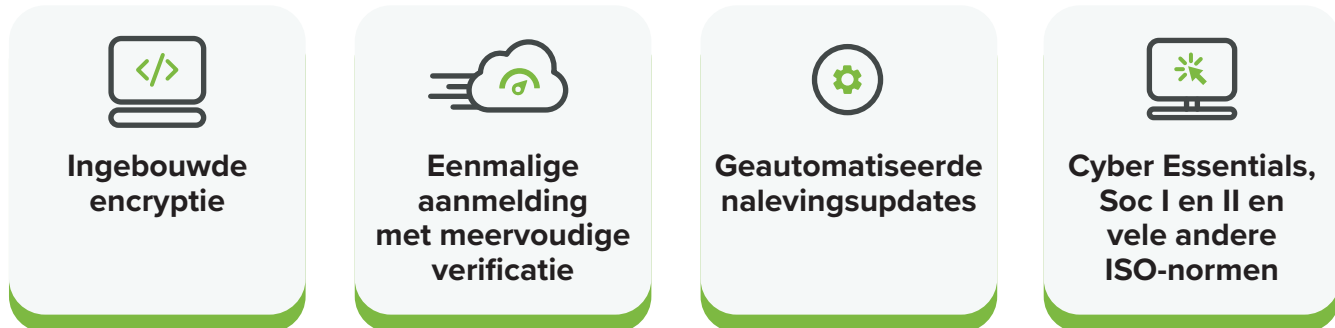 Ingebouwde
encryptie
Eenmalige
aanmelding
met meervoudige
verificatie
Geautomatiseerde
nalevingsupdates
Cyber Essentials,
Soc I en II en
vele andere
ISO-normen